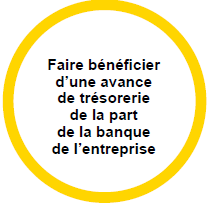 Faire bénéficier
d’une avance
de trésorerie
de la part
de la banque
de l’entreprise